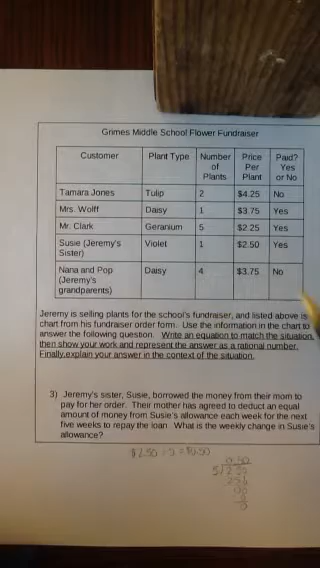 Grimes Middle School Flower Fundraiser
Customer Plant Type Number of Plants Price Per Plant Paid? Yes or No
Tamara Jones Tulip 2 $4.25 No
Mrs. Wolff Daisy 1 $3.75 Yes
Mr. Clark Geranium 5 $2.25 Yes
Susie (Jeremy's Sister) Violet 1 $2.50 Yes
Nana and Pop (Jeremy's grandparents) Daisy 4 $3.75 No
Jeremy is selling plants for the school's fundraiser, and listed above is
chart from his fundraiser order form. Use the information in the chart to
answer the following question. Write an equation to match the situation,
then show your work and represent the answer as a rational number.
Finally, explain your answer in the context of the situation.
3) Jeremy's sister, Susie, borrowed the money from their mom to
pay for her order. Their mother has agreed to deduct an equal
amount of money from Susie's allowance each week for the next
five weeks to repay the loan. What is the weekly change in Susie's
allowance?
$2.50 ÷ 5 = $0.50
0.50